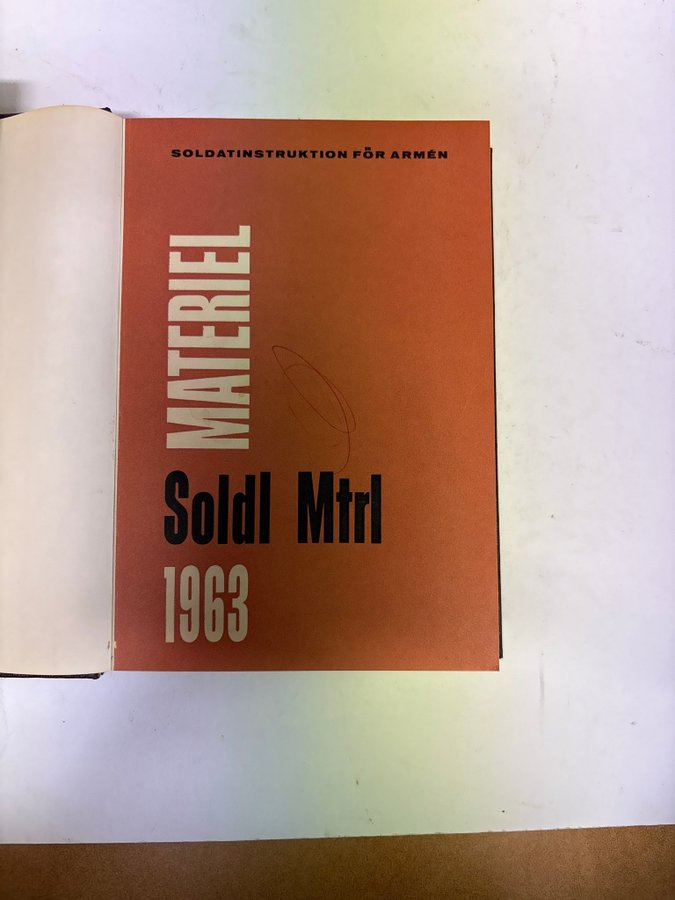 SOLDATINSTRUKTION FÖR ARMÉN
MATERIEL
Soldl Mtrl
1963